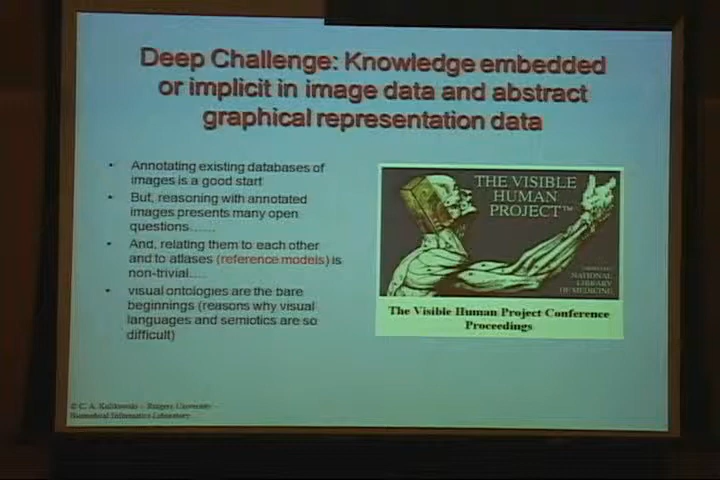 Deep Challenge: Knowledge embedded
or implicit in image data and abstract
graphical representation data
• Annotating existing databases of
images is a good start
• But, reasoning with annotated
images presents many open
questions.......
• And, relating them to each other
and to atlases (reference models) is
non-trivial....
• visual ontologies are the bare
beginnings (reasons why visual
languages and semiotics are so
difficult)
THE VISIBLE
HUMAN
PROJECT™
NATIONAL
LIBRARY
OF MEDICINE
The Visible Human Project Conference
Proceedings
© C. A. Kulikowski - Rutgers University -
Biomedical Informatics Laboratory